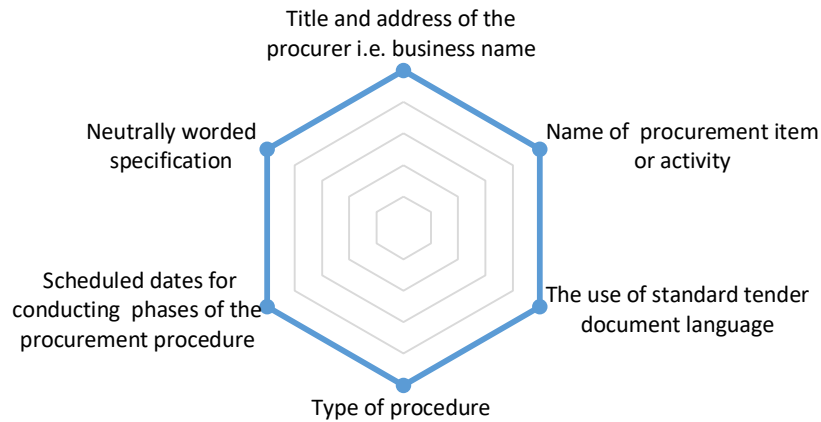 Title and address of the
procurer i.e. business name
Neutrally worded
specification
Name of procurement item
or activity
Scheduled dates for
conducting phases of the
procurement procedure
The use of standard tender
document language
Type of procedure